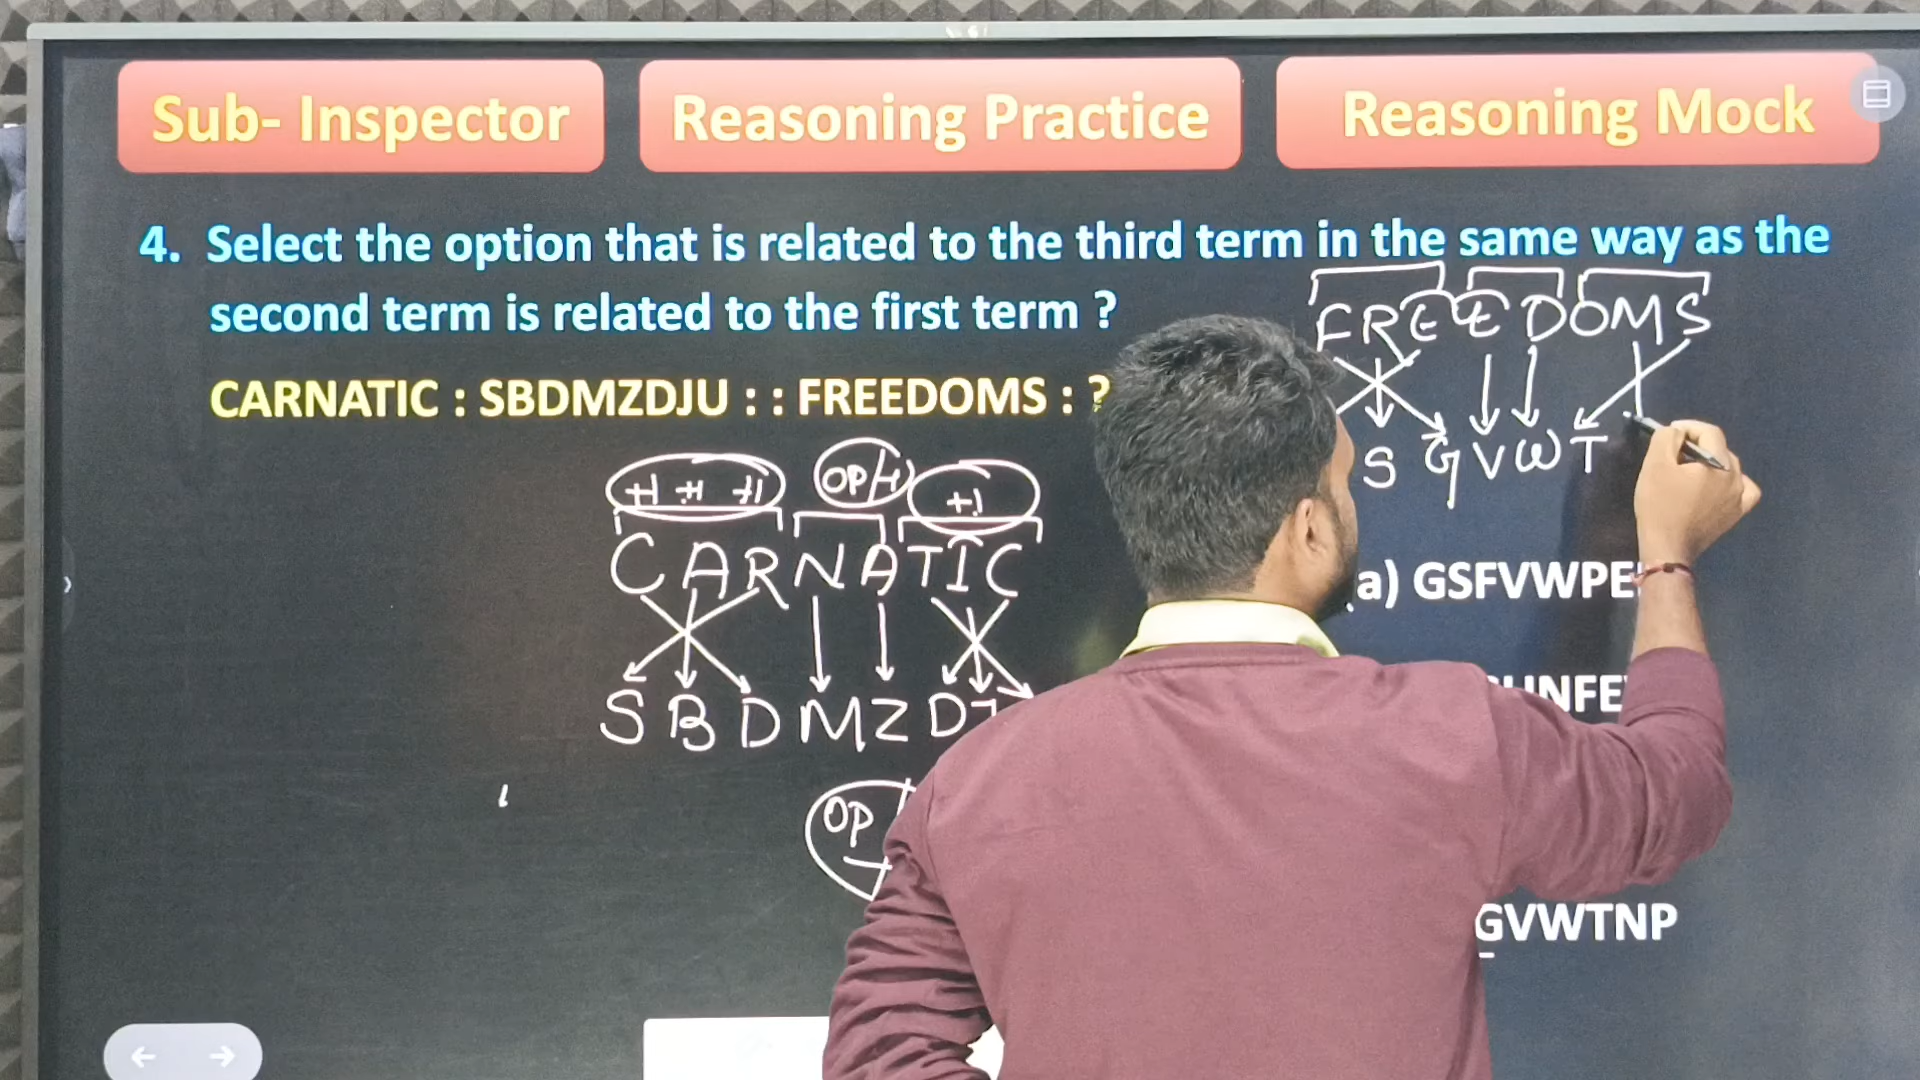 Sub- Inspector
Reasoning Practice
Reasoning Mock
4. Select the option that is related to the third term in the same way as the
second term is related to the first term ?
CARNATIC : SBDMZDJU : : FREEDOMS : ?
FREEDOMS
S G V W T
+1 +1 +1
OP/H
+1
CARNATIC
SBDMZD
OP
(a) GSFVWPE
NFE
GVWTNP